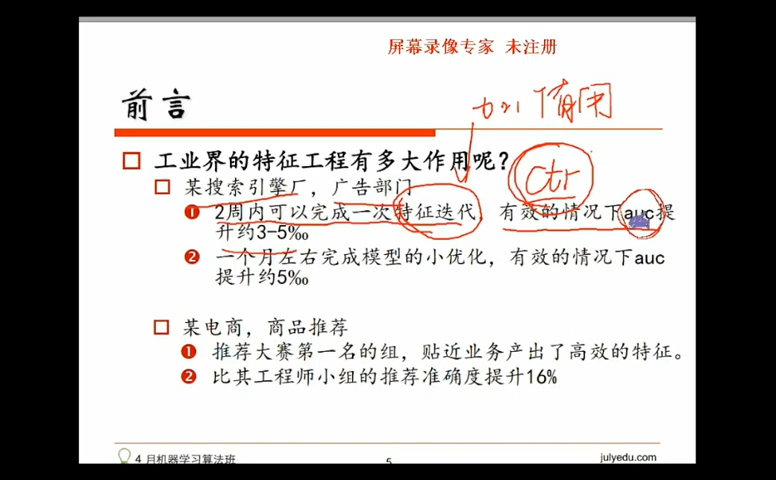 屏幕录像专家 未注册
前言
使用
工业界的特征工程有多大作用呢?
ctr
某搜索引擎厂，广告部门
2周内可以完成一次特征迭代，有效的情况下auc提
升约3-5‰
一个月左右完成模型的小优化，有效的情况下auc
提升约5‰
某电商，商品推荐
推荐大赛第一名的组，贴近业务产出了高效的特征。
比其工程师小组的推荐准确度提升16%
4月机器学习算法班
5
julyedu.com